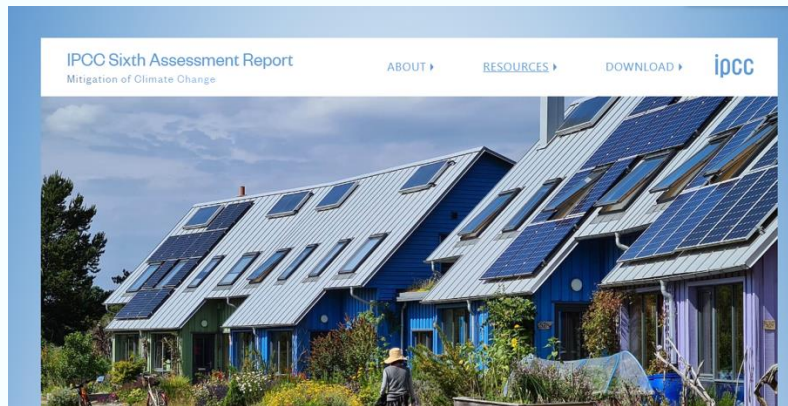 IPCC Sixth Assessment Report
Mitigation of Climate Change
ABOUT
RESOURCES
DOWNLOAD
ipcc